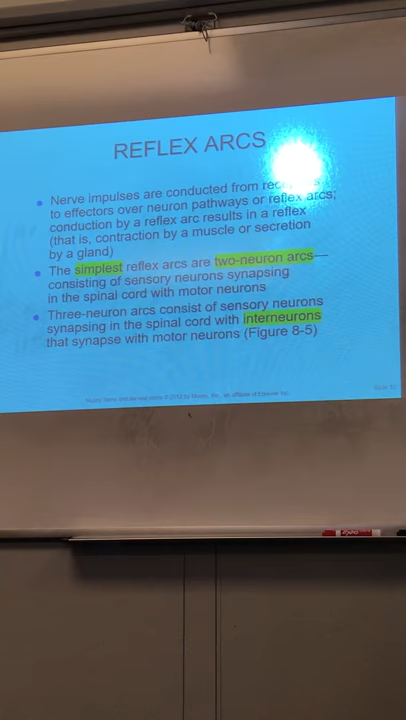 REFLEX ARCS
Nerve impulses are conducted from
to effectors over neuron pathways or reflex arcs;
conduction by a reflex arc results in a reflex
(that is, contraction by a muscle or secretion
by a gland)
The simplest reflex arcs are two-neuron arcs—
consisting of sensory neurons synapsing
in the spinal cord with motor neurons
Three-neuron arcs consist of sensory neurons
synapsing in the spinal cord with interneurons
that synapse with motor neurons (Figure 8-5)
EXPO